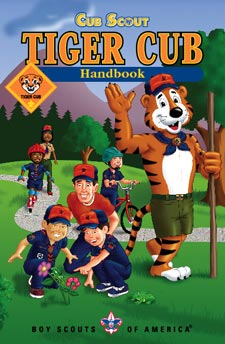 CUB SCOUT
TIGER CUB
Handbook
TIGER CUB
BOY SCOUTS OF AMERICA®